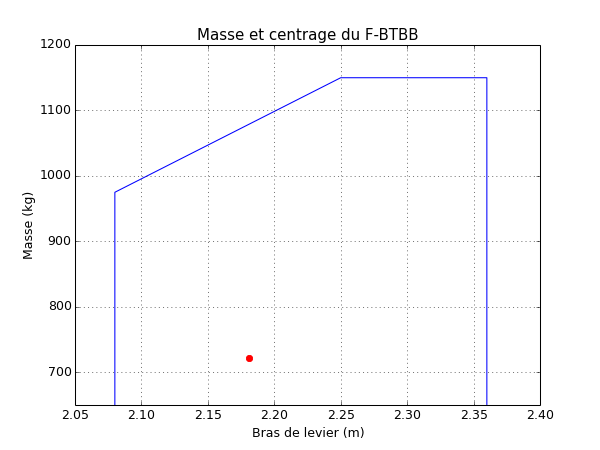 Masse et centrage du F-BTBB
1200
1100
1000
900
800
700
Masse (kg)
2.05 2.10 2.15 2.20 2.25 2.30 2.35 2.40
Bras de levier (m)